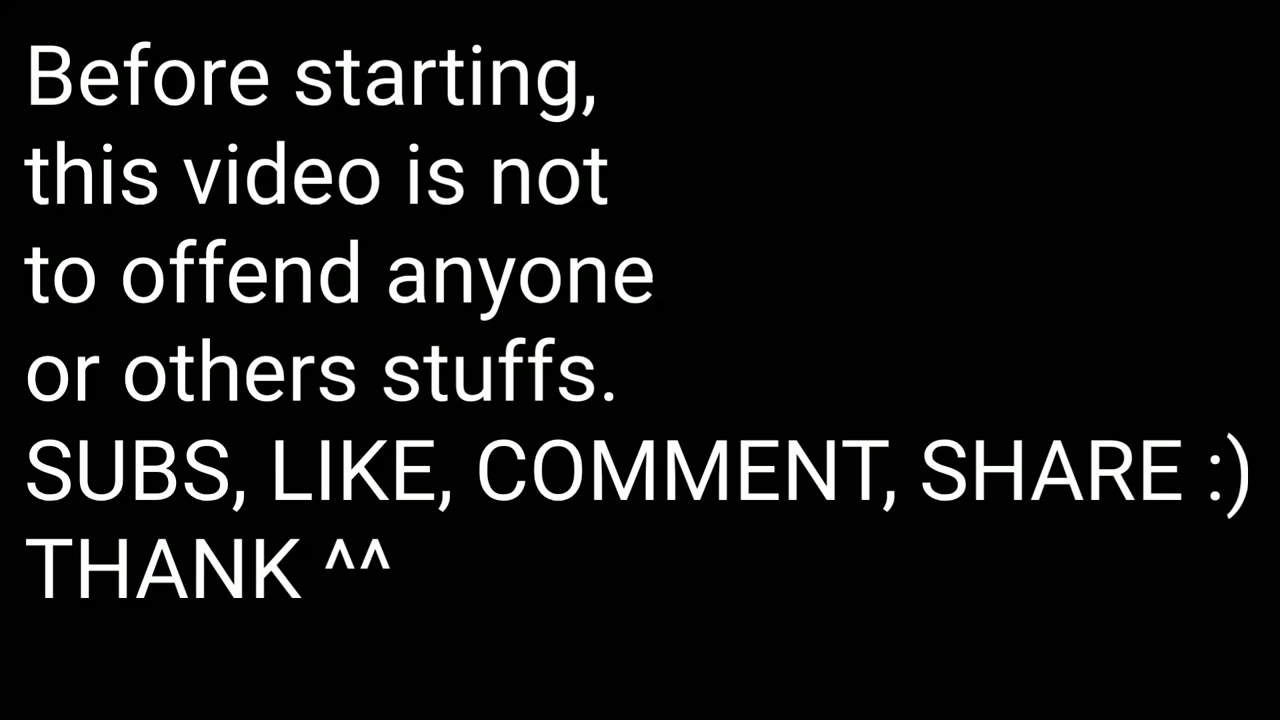 Before starting,
this video is not
to offend anyone
or others stuffs.
SUBS, LIKE, COMMENT, SHARE :)
THANK ^^